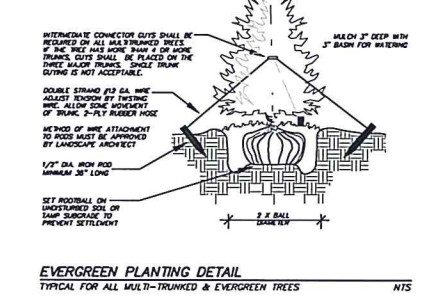 INTERMEDIATE CONNECTOR GUYS SHALL BE
REQUIRED ON ALL MULTITRUNKED TREES.
IF THE TREE HAS MORE THAN 4 OR MORE
TRUNKS, GUYS SHALL BE PLACED ON THE
THREE MAJOR TRUNKS. SINGLE TRUNK
GUYING IS NOT ACCEPTABLE.
MULCH 3" DEEP WITH
3" BASIN FOR WATERING
DOUBLE STRAND #13 GA. WIRE
ADJUST TENSION BY TWISTING
WIRE. ALLOW SOME MOVEMENT
OF TRUNK. 2-PLY RUBBER HOSE
METHOD OF WIRE ATTACHMENT
TO RODS MUST BE APPROVED
BY LANDSCAPE ARCHITECT
1/2" DIA. IRON ROD
MINIMUM 36" LONG
SET ROOTBALL ON
UNDISTURBED SOIL OR
TAMP SUBGRADE TO
PREVENT SETTLEMENT
2 X BALL
DIAMETER
EVERGREEN PLANTING DETAIL
TYPICAL FOR ALL MULTI-TRUNKED & EVERGREEN TREES
NTS